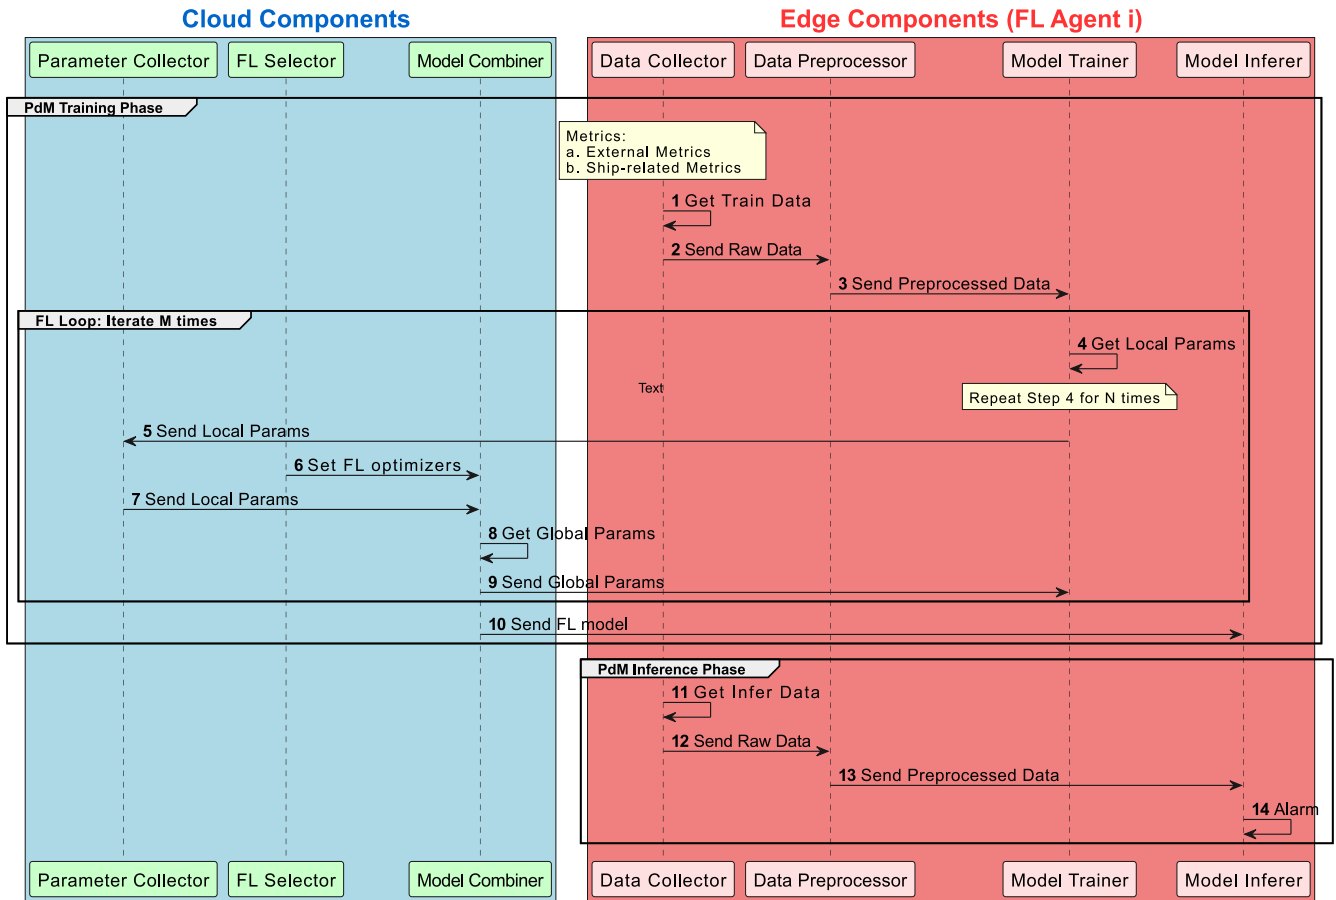 Cloud Components
Edge Components (FL Agent i)
Parameter Collector
FL Selector
Model Combiner
Data Collector
Data Preprocessor
Model Trainer
Model Inferer
PdM Training Phase
Metrics:
a. External Metrics
b. Ship-related Metrics
1 Get Train Data
2 Send Raw Data
3 Send Preprocessed Data
FL Loop: Iterate M times
4 Get Local Params
Text
Repeat Step 4 for N times
5 Send Local Params
6 Set FL optimizers
7 Send Local Params
8 Get Global Params
9 Send Global Params
10 Send FL model
PdM Inference Phase
11 Get Infer Data
12 Send Raw Data
13 Send Preprocessed Data
14 Alarm
Parameter Collector
FL Selector
Model Combiner
Data Collector
Data Preprocessor
Model Trainer
Model Inferer